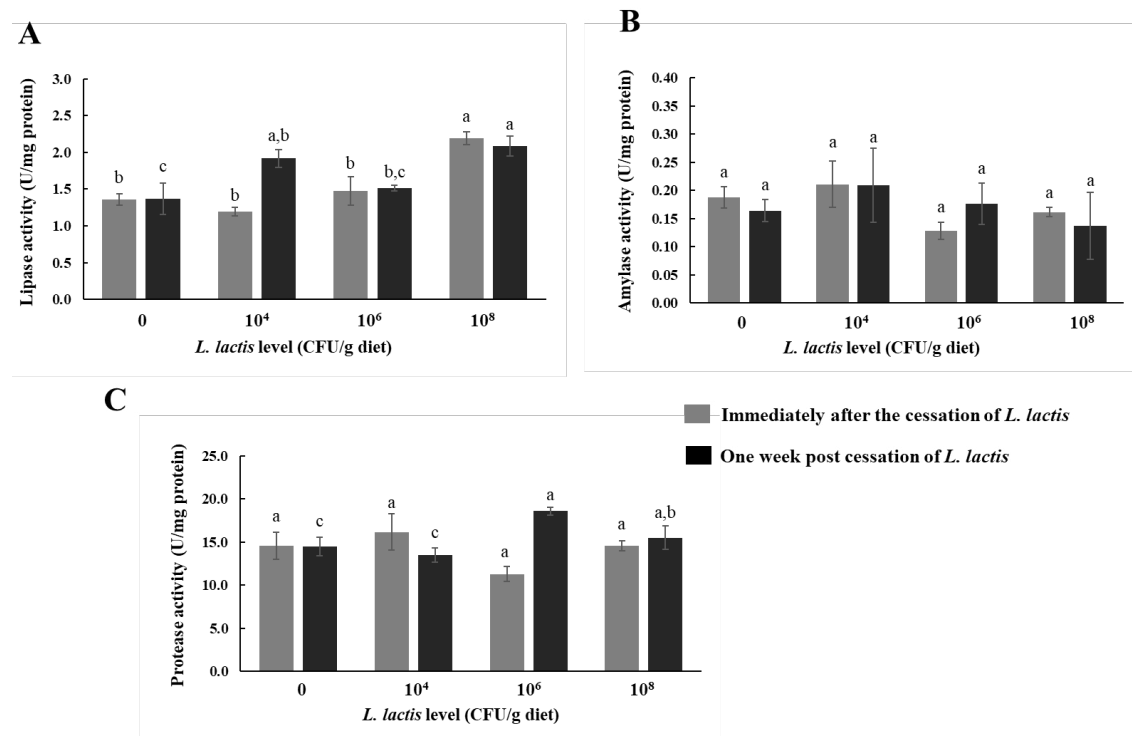 A
Lipase activity (U/mg protein)
3.0
2.5
2.0
1.5
1.0
0.5
0.0
b
c
b
a,b
b
b,c
a
a
0
10⁴
10⁶
10⁸
L. lactis level (CFU/g diet)
B
Amylase activity (U/mg protein)
0.40
0.35
0.30
0.25
0.20
0.15
0.10
0.05
0.00
a
a
a
a
a
a
a
a
0
10⁴
10⁶
10⁸
L. lactis level (CFU/g diet)
C
Protease activity (U/mg protein)
25.0
20.0
15.0
10.0
5.0
0.0
a
c
a
c
a
a
a
a,b
0
10⁴
10⁶
10⁸
L. lactis level (CFU/g diet)
Immediately after the cessation of L. lactis
One week post cessation of L. lactis